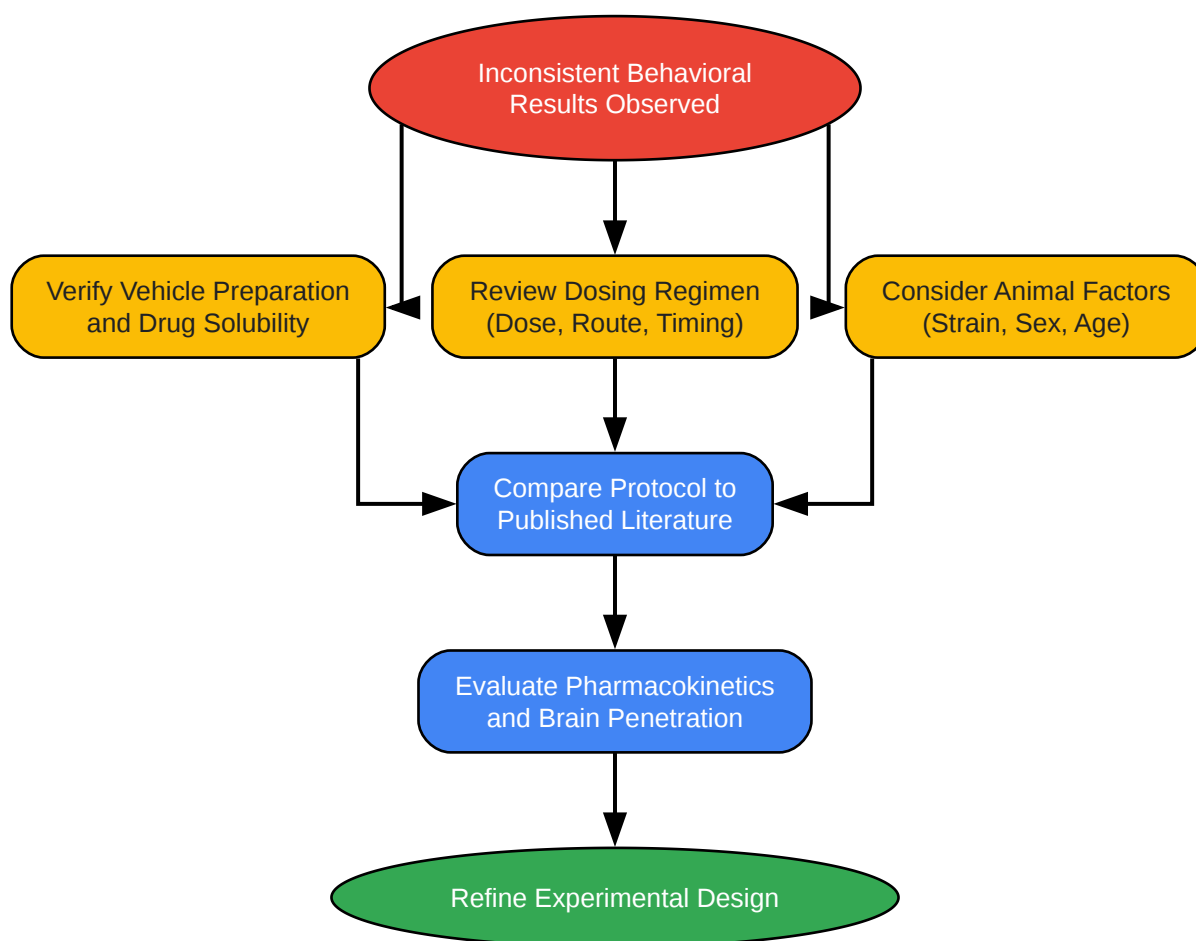 Inconsistent Behavioral
Results Observed
Verify Vehicle Preparation
and Drug Solubility
Review Dosing Regimen
(Dose, Route, Timing)
Consider Animal Factors
(Strain, Sex, Age)
Compare Protocol to
Published Literature
Evaluate Pharmacokinetics
and Brain Penetration
Refine Experimental Design